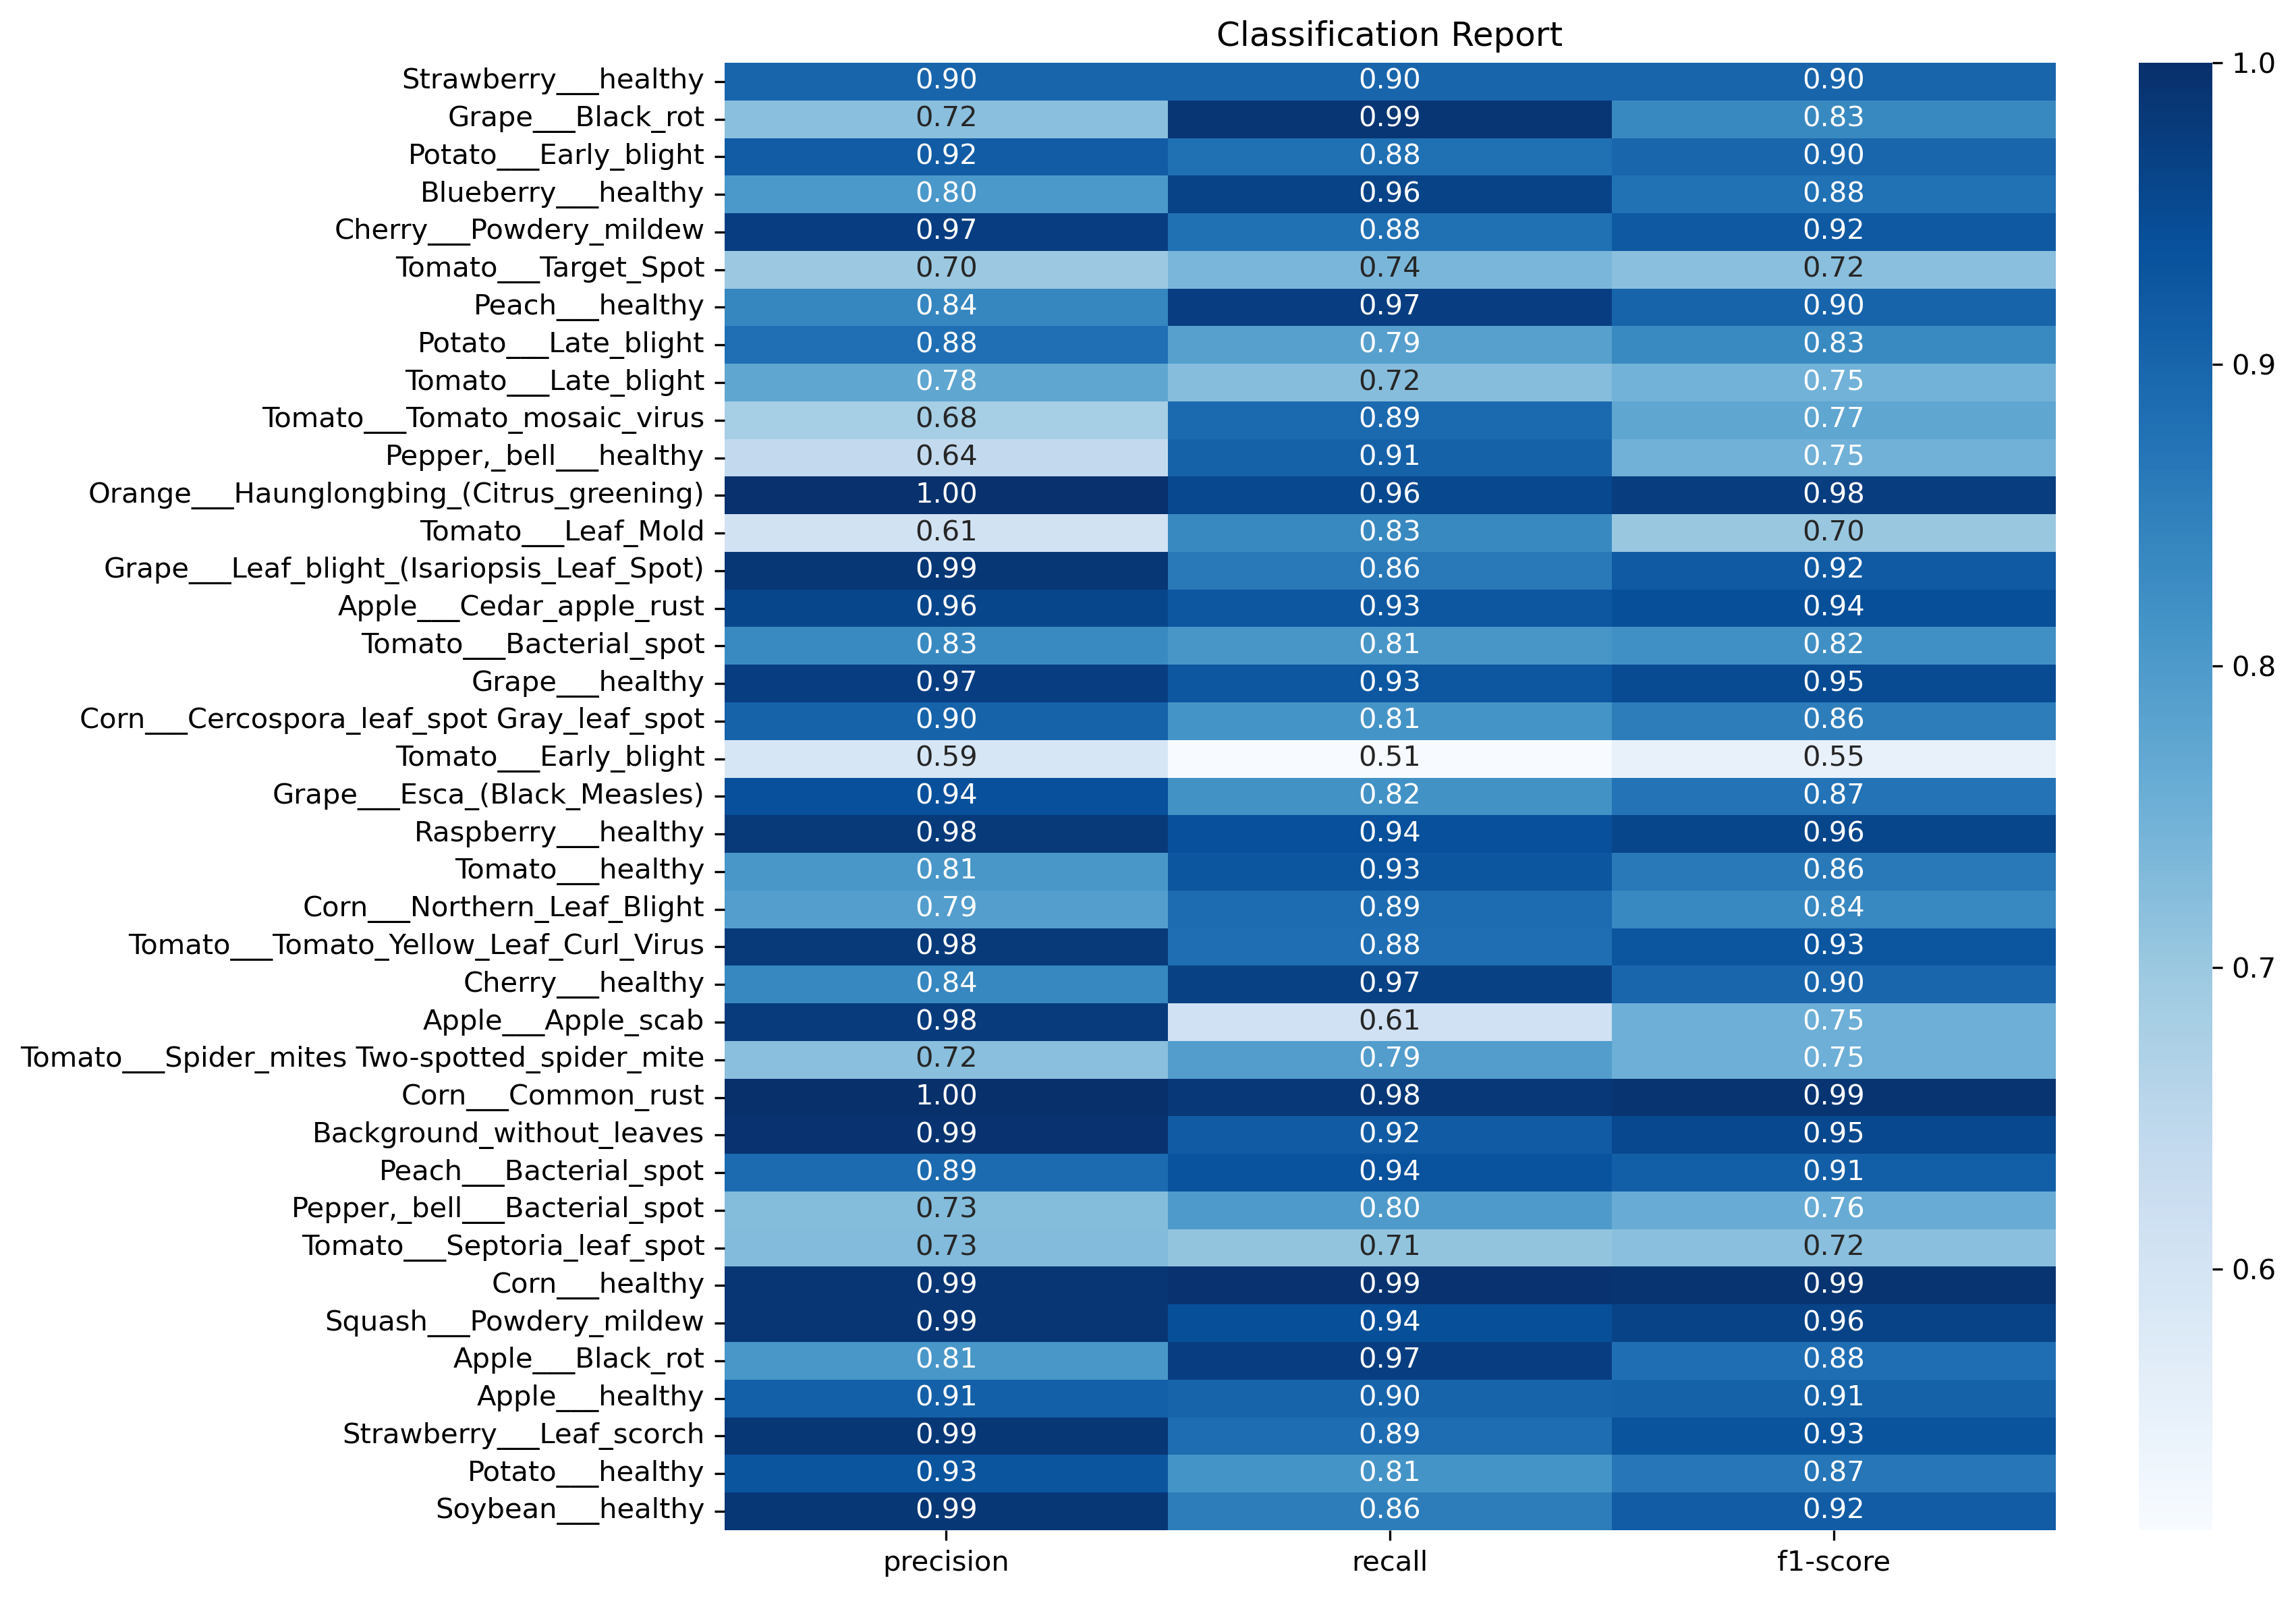 Classification Report
Strawberry___healthy 0.90 0.90 0.90
Grape___Black_rot 0.72 0.99 0.83
Potato___Early_blight 0.92 0.88 0.90
Blueberry___healthy 0.80 0.96 0.88
Cherry___Powdery_mildew 0.97 0.88 0.92
Tomato___Target_Spot 0.70 0.74 0.72
Peach___healthy 0.84 0.97 0.90
Potato___Late_blight 0.88 0.79 0.83
Tomato___Late_blight 0.78 0.72 0.75
Tomato___Tomato_mosaic_virus 0.68 0.89 0.77
Pepper,_bell___healthy 0.64 0.91 0.75
Orange___Haunglongbing_(Citrus_greening) 1.00 0.96 0.98
Tomato___Leaf_Mold 0.61 0.83 0.70
Grape___Leaf_blight_(Isariopsis_Leaf_Spot) 0.99 0.86 0.92
Apple___Cedar_apple_rust 0.96 0.93 0.94
Tomato___Bacterial_spot 0.83 0.81 0.82
Grape___healthy 0.97 0.93 0.95
Corn___Cercospora_leaf_spot Gray_leaf_spot 0.90 0.81 0.86
Tomato___Early_blight 0.59 0.51 0.55
Grape___Esca_(Black_Measles) 0.94 0.82 0.87
Raspberry___healthy 0.98 0.94 0.96
Tomato___healthy 0.81 0.93 0.86
Corn___Northern_Leaf_Blight 0.79 0.89 0.84
Tomato___Tomato_Yellow_Leaf_Curl_Virus 0.98 0.88 0.93
Cherry___healthy 0.84 0.97 0.90
Apple___Apple_scab 0.98 0.61 0.75
Tomato___Spider_mites Two-spotted_spider_mite 0.72 0.79 0.75
Corn___Common_rust 1.00 0.98 0.99
Background_without_leaves 0.99 0.92 0.95
Peach___Bacterial_spot 0.89 0.94 0.91
Pepper,_bell___Bacterial_spot 0.73 0.80 0.76
Tomato___Septoria_leaf_spot 0.73 0.71 0.72
Corn___healthy 0.99 0.99 0.99
Squash___Powdery_mildew 0.99 0.94 0.96
Apple___Black_rot 0.81 0.97 0.88
Apple___healthy 0.91 0.90 0.91
Strawberry___Leaf_scorch 0.99 0.89 0.93
Potato___healthy 0.93 0.81 0.87
Soybean___healthy 0.99 0.86 0.92
precision recall f1-score
1.0
0.9
0.8
0.7
0.6